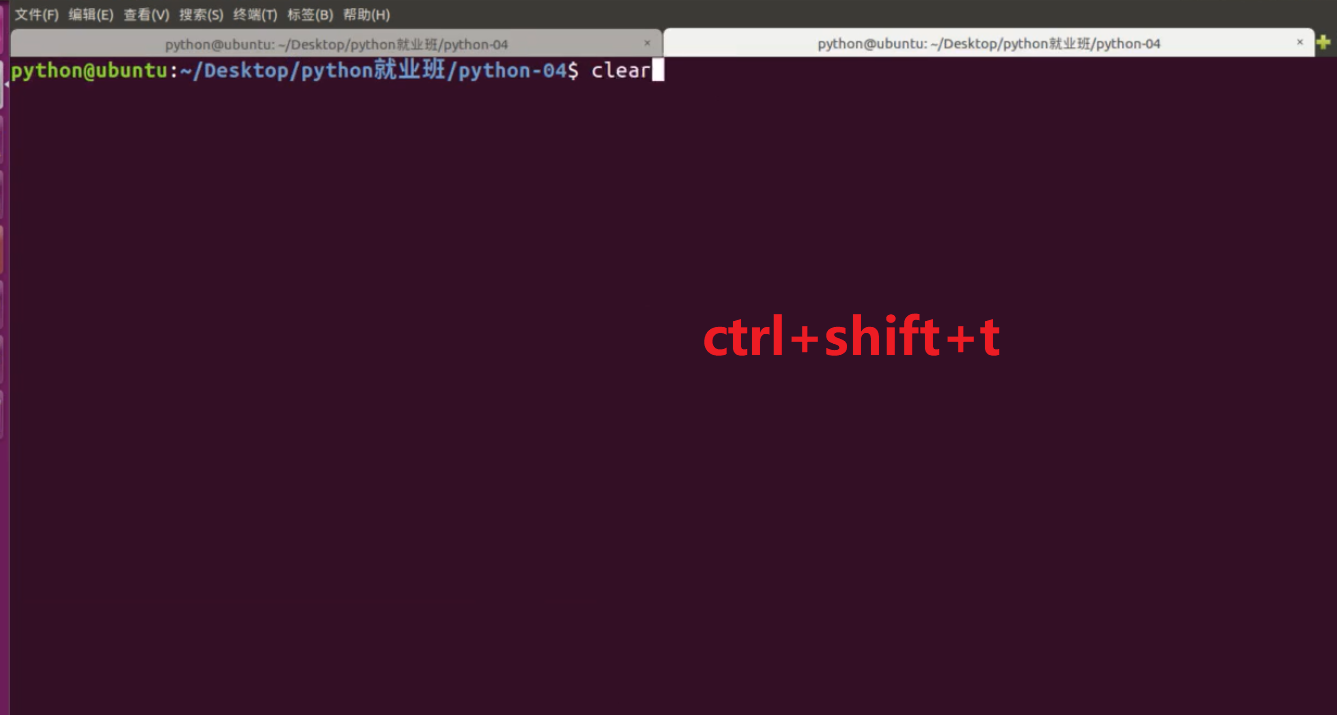 文件(F) 编辑(E) 查看(V) 搜索(S) 终端(T) 标签(B) 帮助(H)
python@ubuntu: ~/Desktop/python就业班/python-04 × python@ubuntu: ~/Desktop/python就业班/python-04 ×
python@ubuntu:~/Desktop/python就业班/python-04$ clear
ctrl+shift+t